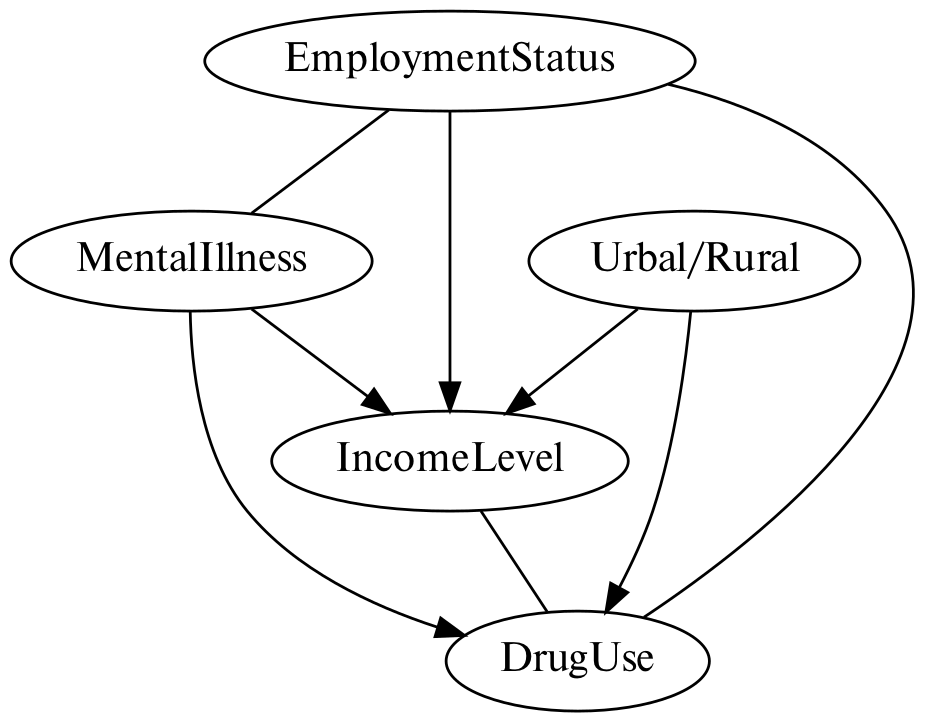 EmploymentStatus
MentalIllness
Urbal/Rural
IncomeLevel
DrugUse